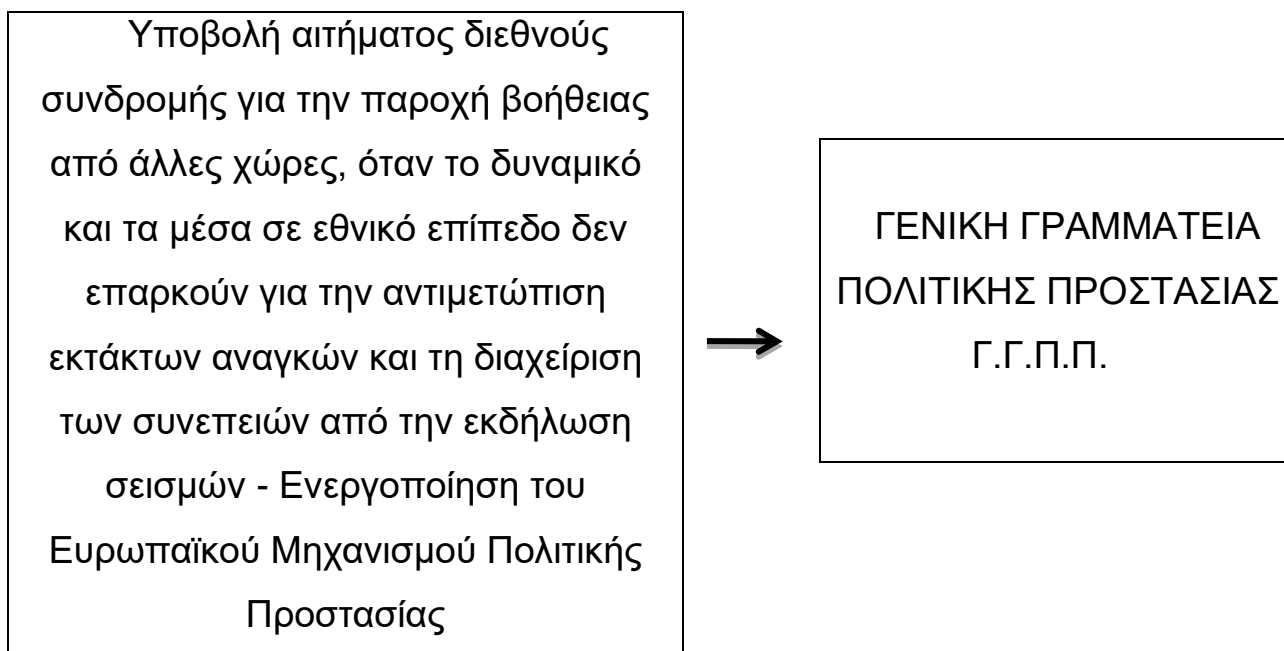 Υποβολή αιτήματος διεθνούς
συνδρομής για την παροχή βοήθειας
από άλλες χώρες, όταν το δυναμικό
και τα μέσα σε εθνικό επίπεδο δεν
επαρκούν για την αντιμετώπιση
εκτάκτων αναγκών και τη διαχείριση
των συνεπειών από την εκδήλωση
σεισμών - Ενεργοποίηση του
Ευρωπαϊκού Μηχανισμού Πολιτικής
Προστασίας
ΓΕΝΙΚΗ ΓΡΑΜΜΑΤΕΙΑ
ΠΟΛΙΤΙΚΗΣ ΠΡΟΣΤΑΣΙΑΣ
Γ.Γ.Π.Π.